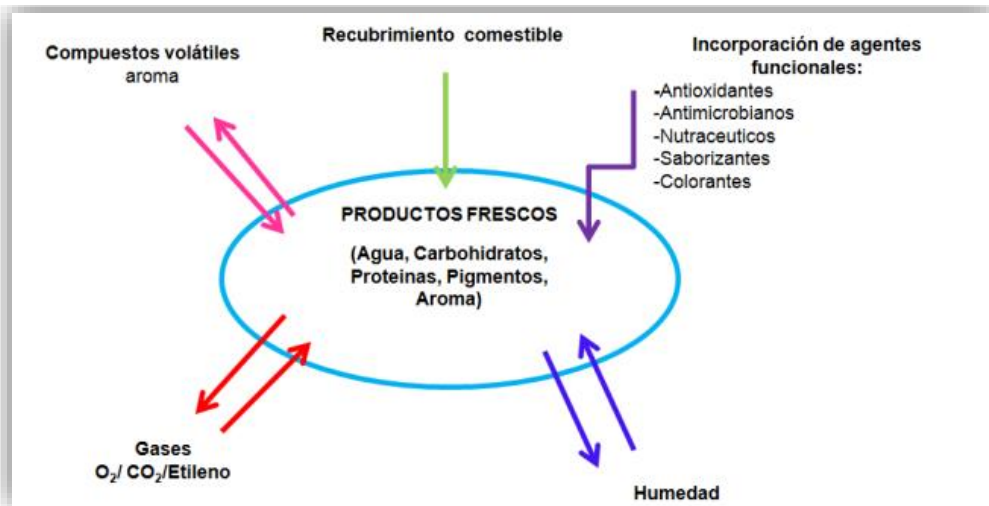 Compuestos volátiles
aroma
Recubrimiento comestible
Incorporación de agentes
funcionales:
-Antioxidantes
-Antimicrobianos
-Nutraceuticos
-Saborizantes
-Colorantes
PRODUCTOS FRESCOS
(Agua, Carbohidratos,
Proteinas, Pigmentos,
Aroma)
Gases
O₂/ CO₂/Etileno
Humedad